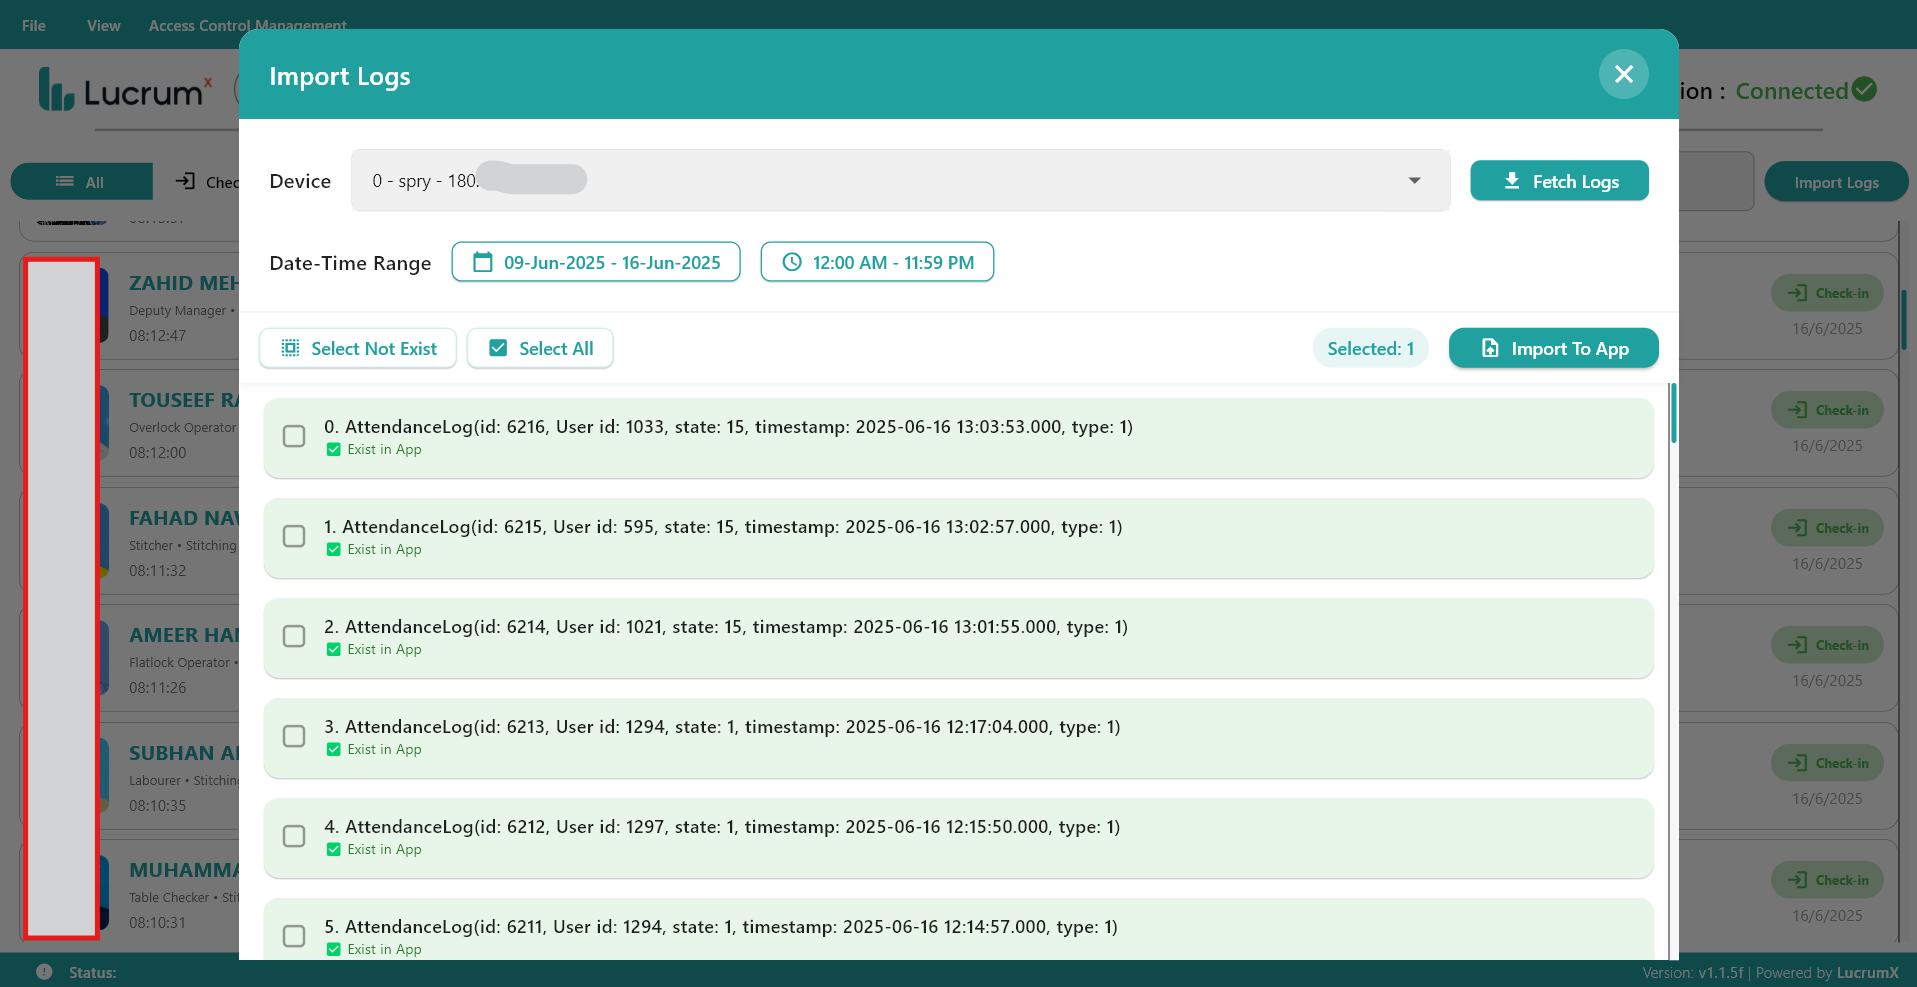 File View Access Control Management
Import Logs
Lucrum x
ion : Connected
Device 0 - spry - 180. Fetch Logs
All
Import Logs
Date-Time Range 09-Jun-2025 - 16-Jun-2025 12:00 AM - 11:59 PM
Select Not Exist Select All Selected: 1 Import To App
0. AttendanceLog(id: 6216, User id: 1033, state: 15, timestamp: 2025-06-16 13:03:53.000, type: 1)
Exist in App
1. AttendanceLog(id: 6215, User id: 595, state: 15, timestamp: 2025-06-16 13:02:57.000, type: 1)
Exist in App
2. AttendanceLog(id: 6214, User id: 1021, state: 15, timestamp: 2025-06-16 13:01:55.000, type: 1)
Exist in App
3. AttendanceLog(id: 6213, User id: 1294, state: 1, timestamp: 2025-06-16 12:17:04.000, type: 1)
Exist in App
4. AttendanceLog(id: 6212, User id: 1297, state: 1, timestamp: 2025-06-16 12:15:50.000, type: 1)
Exist in App
5. AttendanceLog(id: 6211, User id: 1294, state: 1, timestamp: 2025-06-16 12:14:57.000, type: 1)
Exist in App
ZAHID MEH
Deputy Manager •
08:12:47
Check-in
16/6/2025
TOUSEEF RA
Overlock Operator
08:12:00
Check-in
16/6/2025
FAHAD NAW
Stitcher • Stitching
08:11:32
Check-in
16/6/2025
AMEER HAM
Flatlock Operator •
08:11:26
Check-in
16/6/2025
SUBHAN AL
Labourer • Stitching
08:10:35
Check-in
16/6/2025
MUHAMMA
Table Checker • Stit
08:10:31
Check-in
16/6/2025
Status:
Version: v1.1.5f | Powered by LucrumX